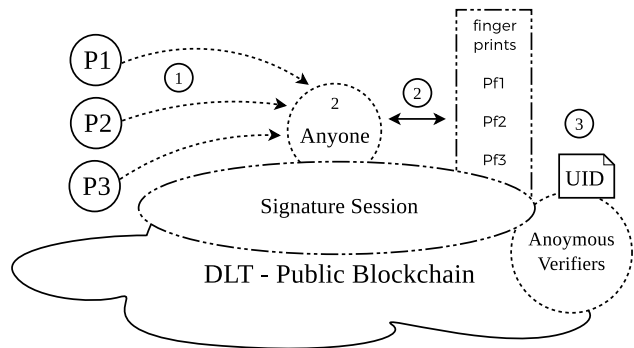 P1
P2
P3
1
2
Anyone
2
finger
prints
Pf1
Pf2
Pf3
3
UID
Signature Session
Anoymous
Verifiers
DLT - Public Blockchain